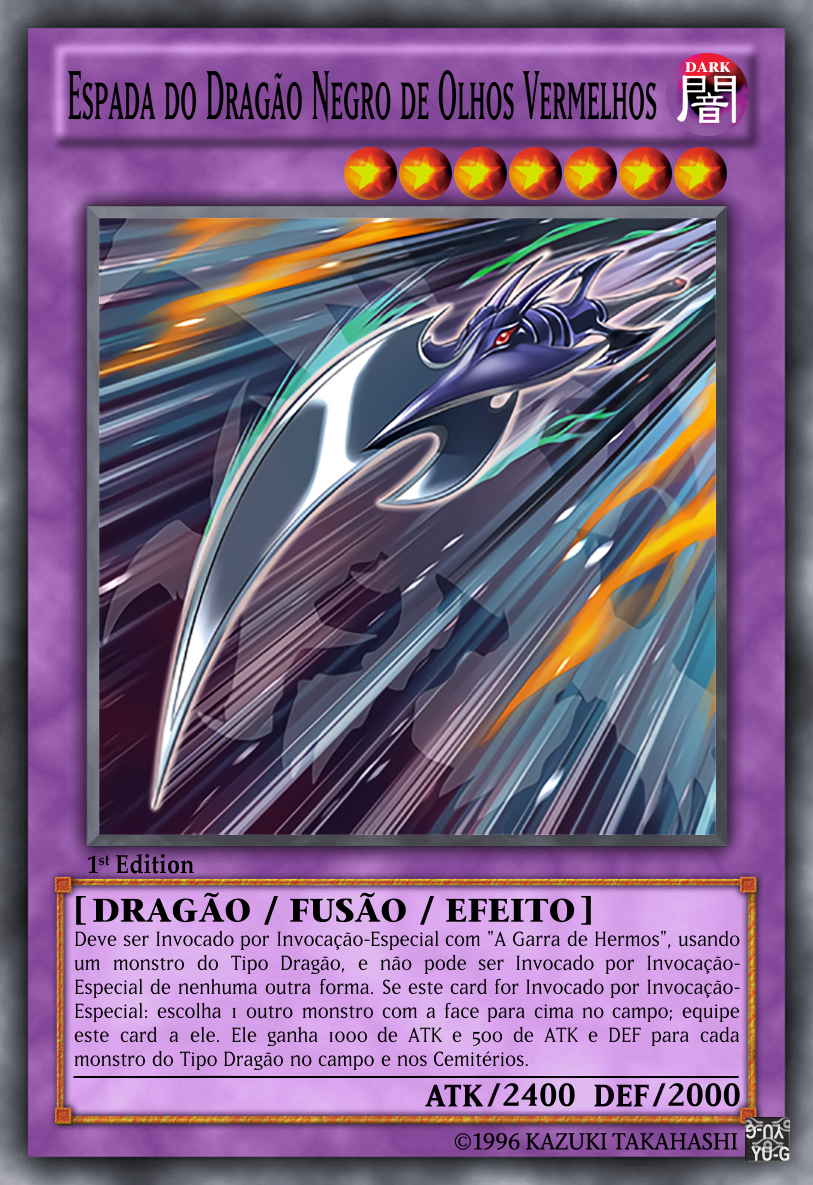 Espada do Dragão Negro de Olhos Vermelhos
DARK
闇
1st Edition
[ DRAGÃO / FUSÃO / EFEITO ]
Deve ser Invocado por Invocação-Especial com "A Garra de Hermos", usando
um monstro do Tipo Dragão, e não pode ser Invocado por Invocação-
Especial de nenhuma outra forma. Se este card for Invocado por Invocação-
Especial: escolha 1 outro monstro com a face para cima no campo; equipe
este card a ele. Ele ganha 1000 de ATK e 500 de ATK e DEF para cada
monstro do Tipo Dragão no campo e nos Cemitérios.
ATK/2400 DEF/2000
©1996 KAZUKI TAKAHASHI
YU-G
YU-G